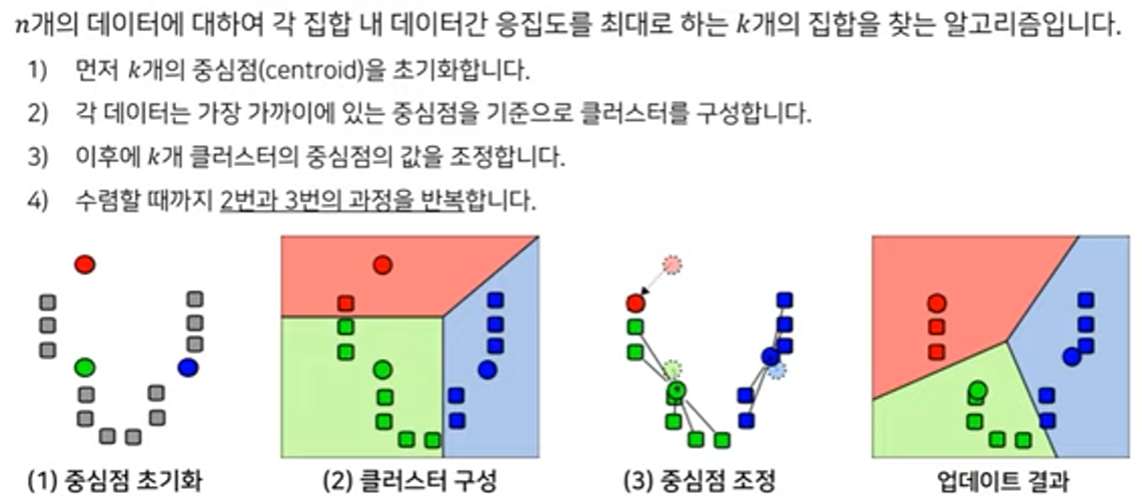 n개의 데이터에 대하여 각 집합 내 데이터간 응집도를 최대로 하는 k개의 집합을 찾는 알고리즘입니다.
1) 먼저 k개의 중심점(centroid)을 초기화합니다.
2) 각 데이터는 가장 가까이에 있는 중심점을 기준으로 클러스터를 구성합니다.
3) 이후에 k개 클러스터의 중심점의 값을 조정합니다.
4) 수렴할 때까지 2번과 3번의 과정을 반복합니다.
(1) 중심점 초기화
(2) 클러스터 구성
(3) 중심점 조정
업데이트 결과